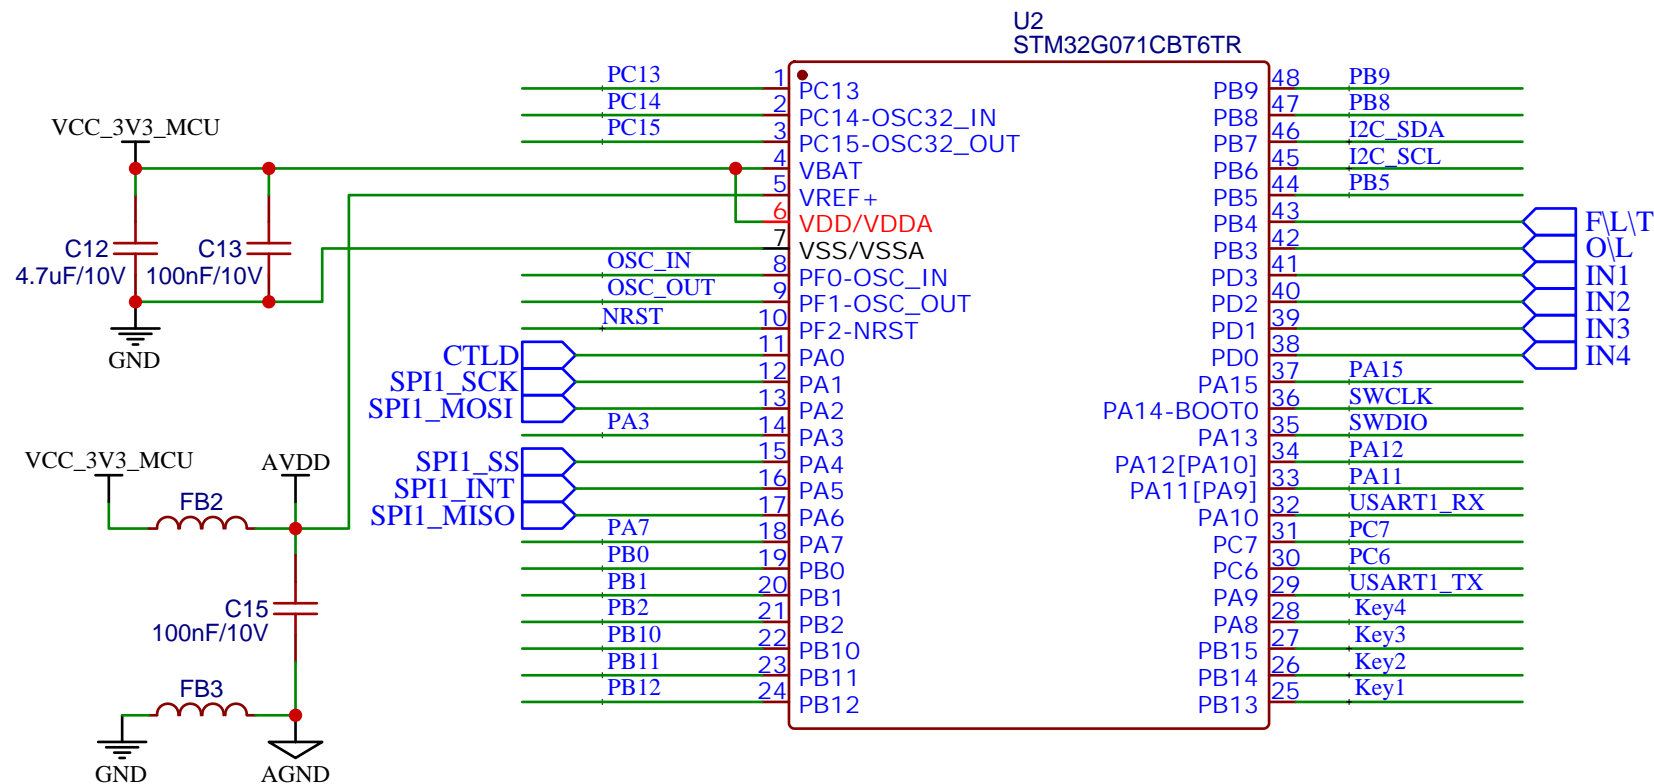 U2
STM32G071CBT6TR
PC13 1 PC13
PC14 2 PC14-OSC32_IN
PC15 3 PC15-OSC32_OUT
VCC_3V3_MCU
4 VBAT
5 VREF+
6 VDD/VDDA
7 VSS/VSSA
C12
4.7uF/10V
C13
100nF/10V
GND
OSC_IN 8 PF0-OSC_IN
OSC_OUT 9 PF1-OSC_OUT
NRST 10 PF2-NRST
CTLD 11 PA0
SPI1_SCK 12 PA1
SPI1_MOSI 13 PA2
PA3 14 PA3
SPI1_SS 15 PA4
SPI1_INT 16 PA5
SPI1_MISO 17 PA6
PA7 18 PA7
PB0 19 PB0
PB1 20 PB1
PB2 21 PB2
PB10 22 PB10
PB11 23 PB11
PB12 24 PB12
VCC_3V3_MCU
AVDD
FB2
C15
100nF/10V
FB3
GND
AGND
PB9 48 PB9
PB8 47 PB8
PB7 46 I2C_SDA
PB6 45 I2C_SCL
PB5 44 PB5
PB4 43 F\L\T
PB3 42 O\L
PD3 41 IN1
PD2 40 IN2
PD1 39 IN3
PD0 38 IN4
PA15 37 PA15
PA14-BOOT0 36 SWCLK
PA13 35 SWDIO
PA12[PA10] 34 PA12
PA11[PA9] 33 PA11
PA10 32 USART1_RX
PC7 31 PC7
PC6 30 PC6
PA9 29 USART1_TX
PA8 28 Key4
PB15 27 Key3
PB14 26 Key2
PB13 25 Key1